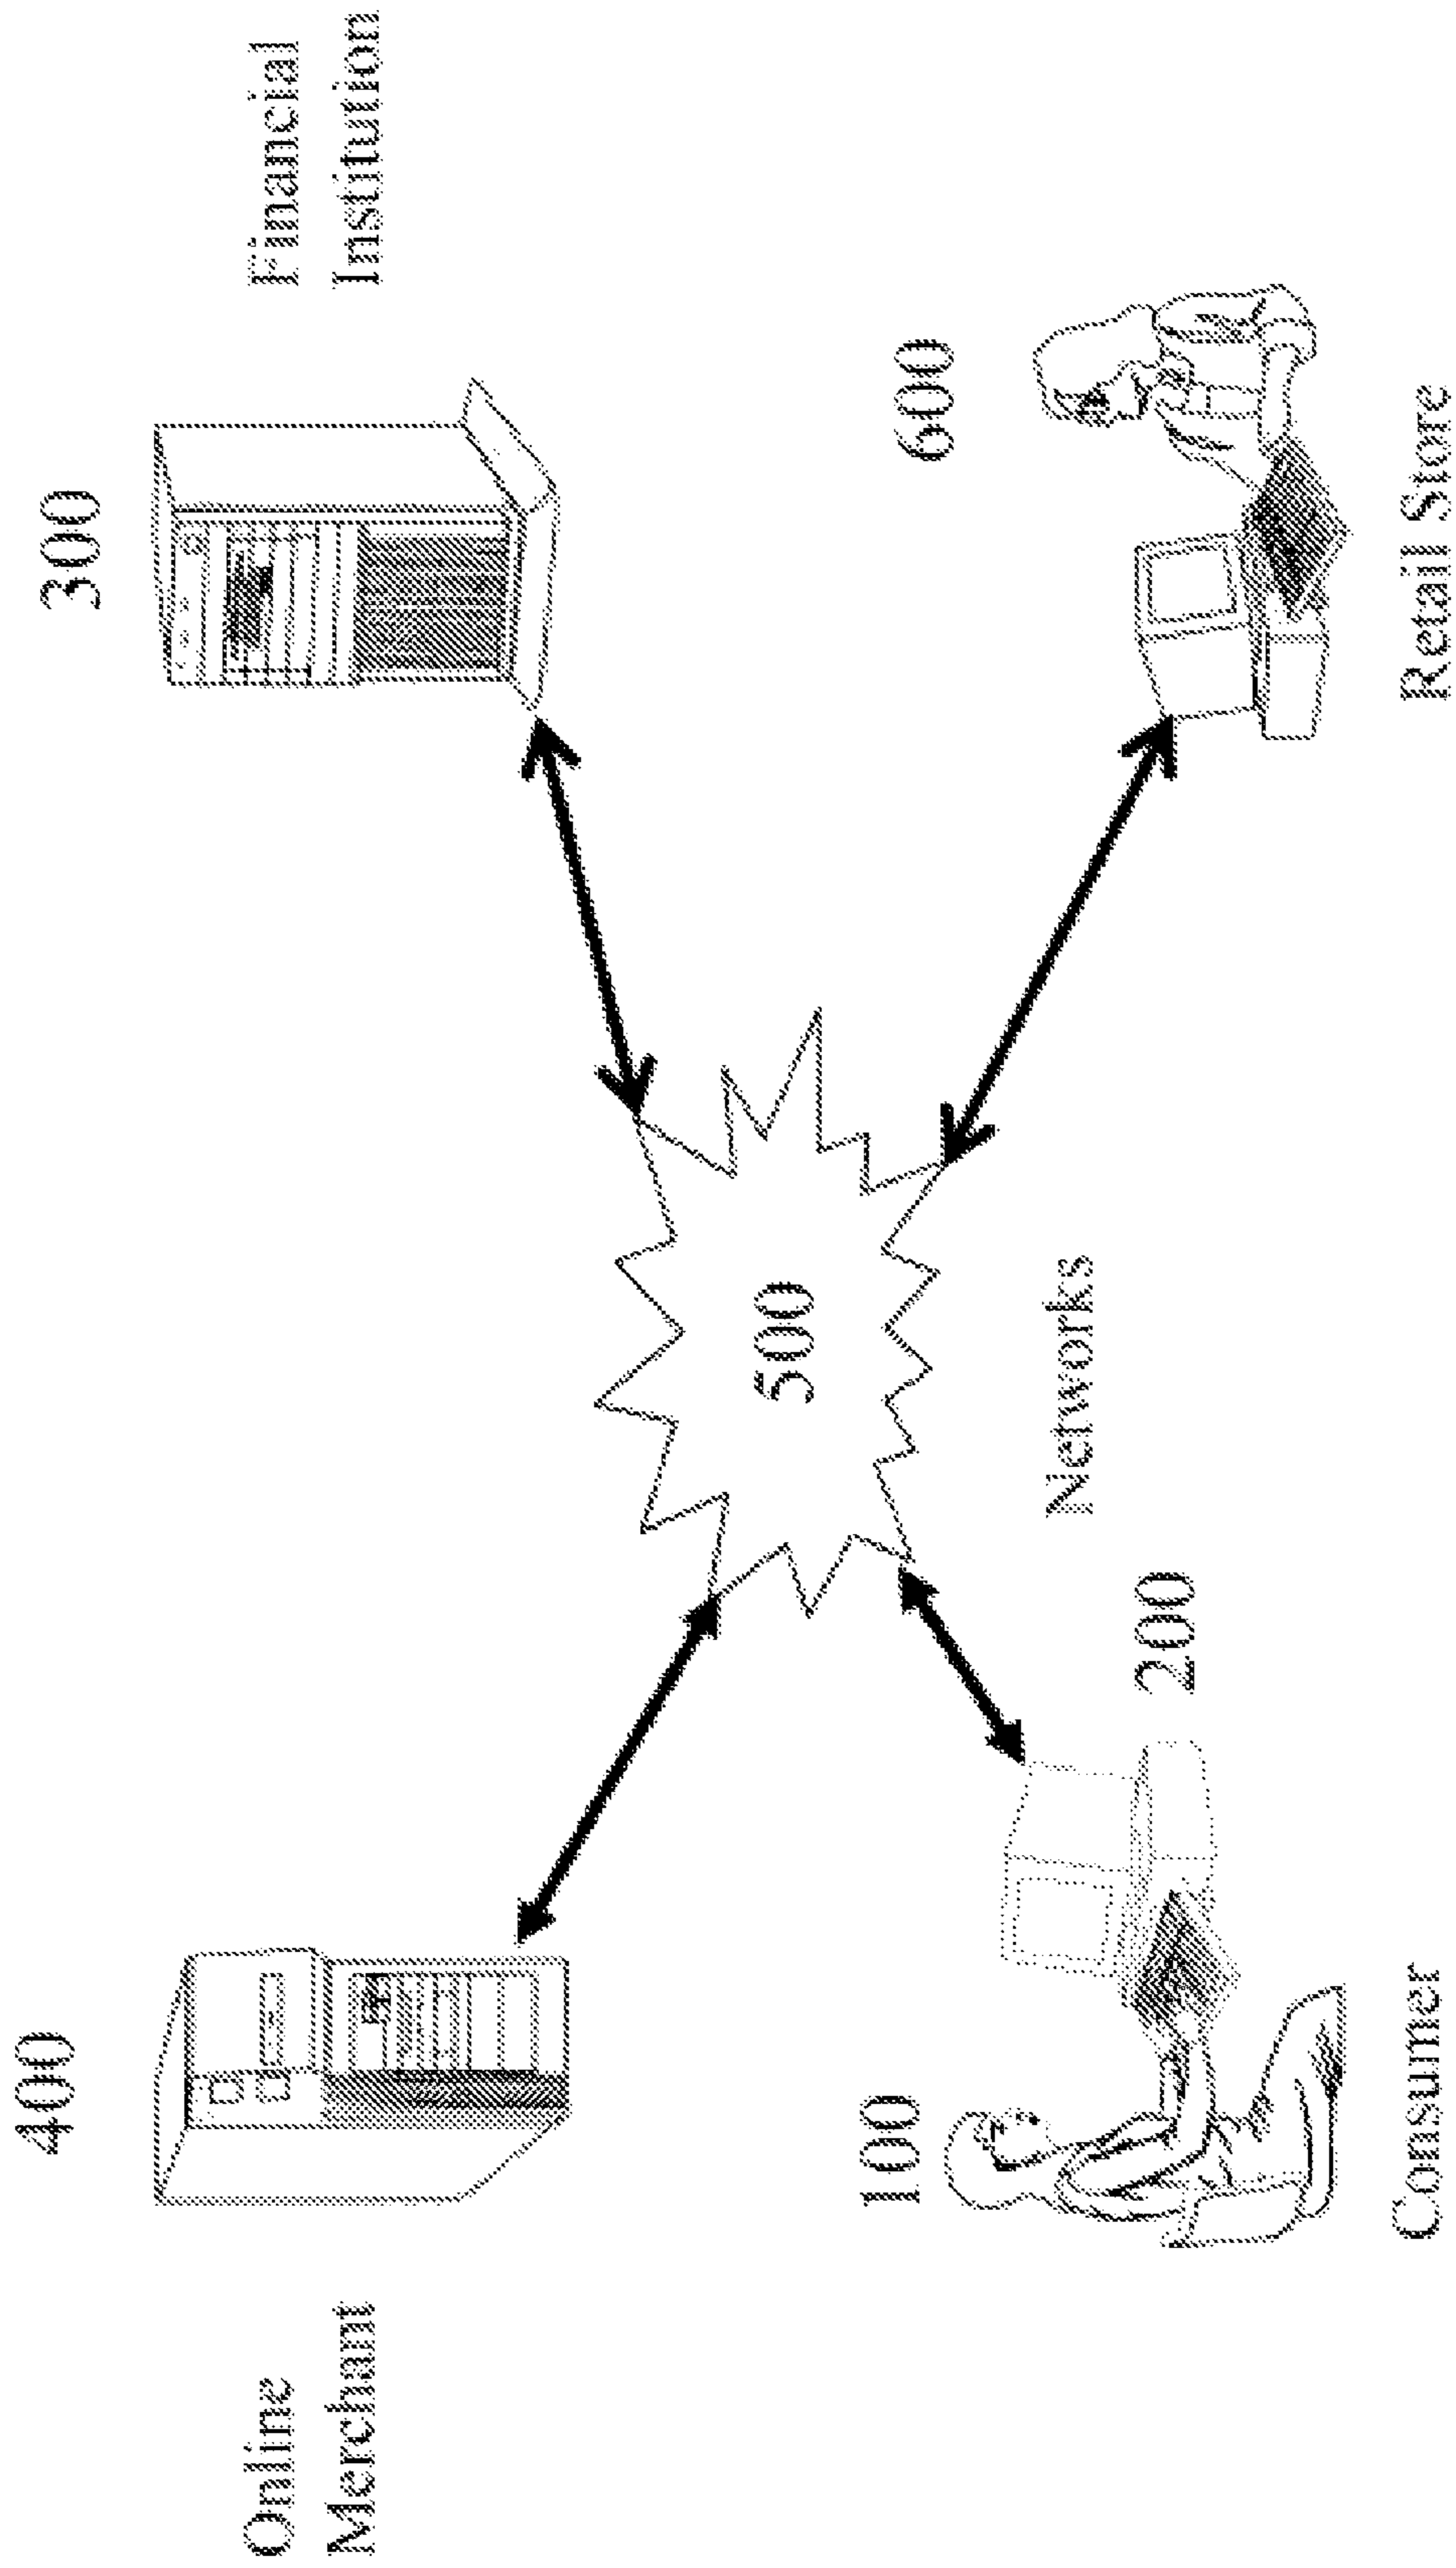 400
300
Online
Merchant
Financial
Institution
500
100
600
Networks
200
Consumer
Retail Store